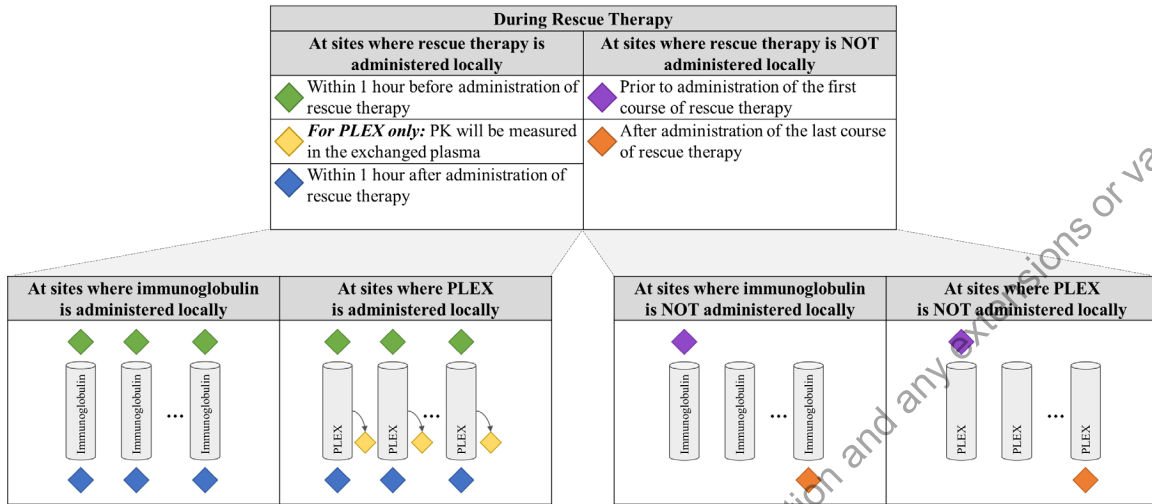 During Rescue Therapy
At sites where rescue therapy is
administered locally
At sites where rescue therapy is NOT
administered locally
Within 1 hour before administration of
rescue therapy
Prior to administration of the first
course of rescue therapy
For PLEX only: PK will be measured
in the exchanged plasma
After administration of the last course
of rescue therapy
Within 1 hour after administration of
rescue therapy
At sites where immunoglobulin
is administered locally
At sites where PLEX
is administered locally
At sites where immunoglobulin
is NOT administered locally
At sites where PLEX
is NOT administered locally
Immunoglobulin
Immunoglobulin
...
Immunoglobulin
PLEX
PLEX
...
PLEX
Immunoglobulin
Immunoglobulin
...
Immunoglobulin
PLEX
PLEX
...
PLEX
and any extensions or